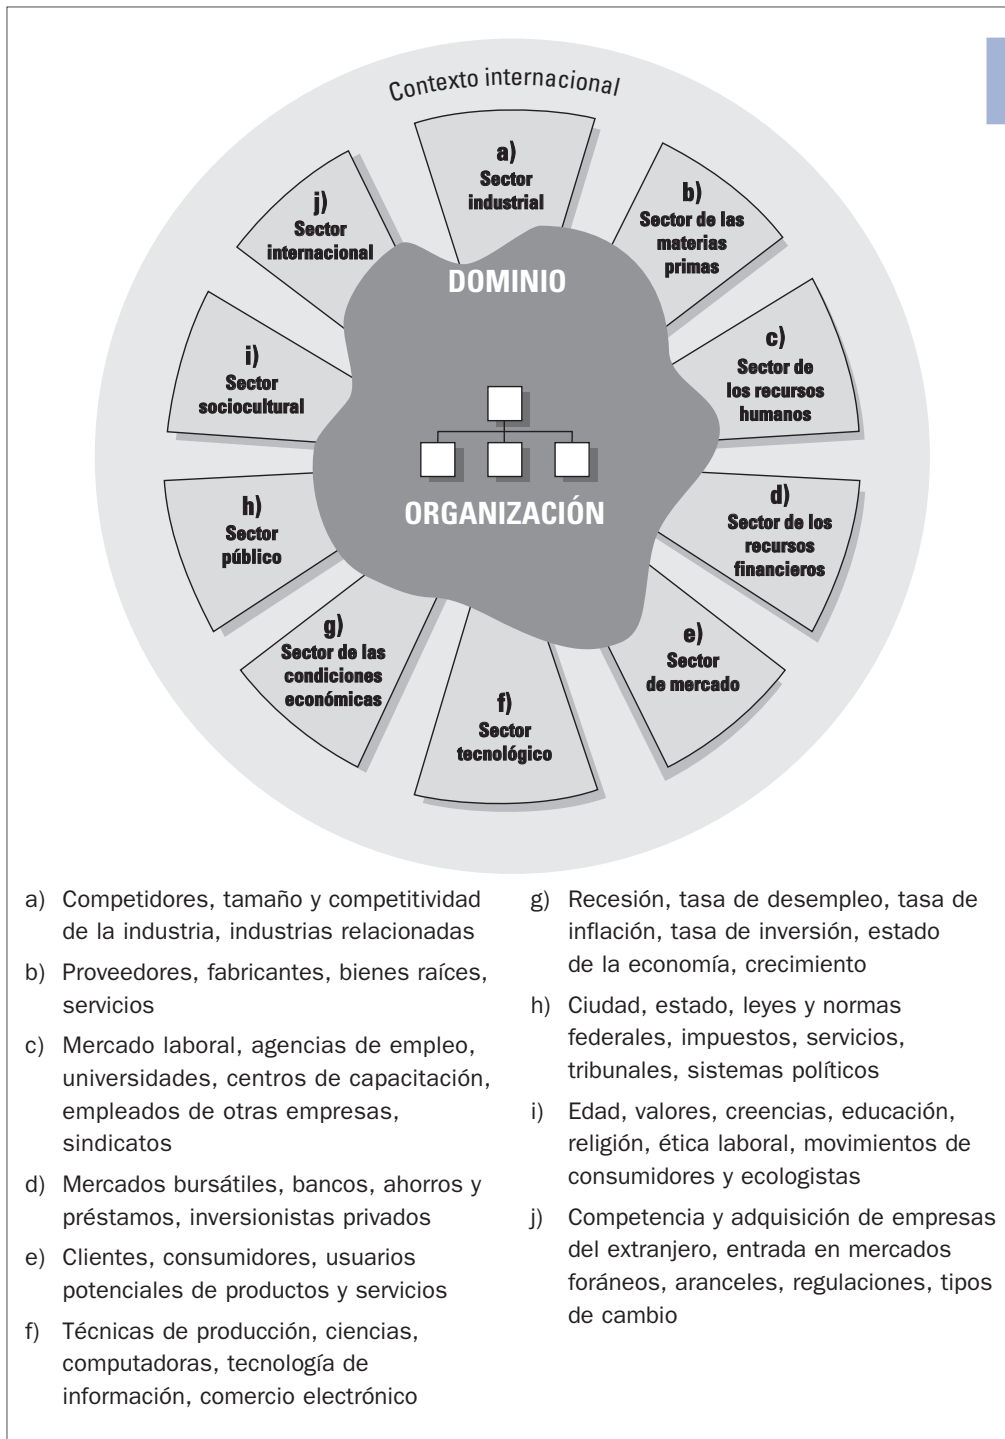 Contexto internacional
a)
Sector
industrial
b)
Sector de las
materias
primas
c)
Sector de
los recursos
humanos
d)
Sector de los
recursos
financieros
e)
Sector
de mercado
f)
Sector
tecnológico
g)
Sector de las
condiciones
económicas
h)
Sector
público
i)
Sector
sociocultural
j)
Sector
internacional
DOMINIO
ORGANIZACIÓN
a) Competidores, tamaño y competitividad
de la industria, industrias relacionadas
b) Proveedores, fabricantes, bienes raíces,
servicios
c) Mercado laboral, agencias de empleo,
universidades, centros de capacitación,
empleados de otras empresas,
sindicatos
d) Mercados bursátiles, bancos, ahorros y
préstamos, inversionistas privados
e) Clientes, consumidores, usuarios
potenciales de productos y servicios
f) Técnicas de producción, ciencias,
computadoras, tecnología de
información, comercio electrónico
g) Recesión, tasa de desempleo, tasa de
inflación, tasa de inversión, estado
de la economía, crecimiento
h) Ciudad, estado, leyes y normas
federales, impuestos, servicios,
tribunales, sistemas políticos
i) Edad, valores, creencias, educación,
religión, ética laboral, movimientos de
consumidores y ecologistas
j) Competencia y adquisición de empresas
del extranjero, entrada en mercados
foráneos, aranceles, regulaciones, tipos
de cambio